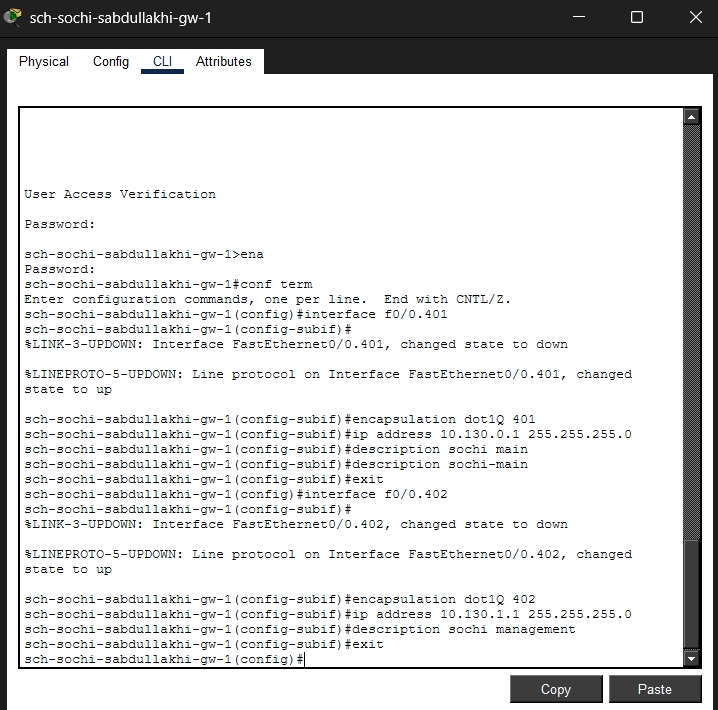 sch-sochi-sabdullakhi-gw-1
Physical Config CLI Attributes
User Access Verification
Password:
sch-sochi-sabdullakhi-gw-1>ena
Password:
sch-sochi-sabdullakhi-gw-1#conf term
Enter configuration commands, one per line.  End with CNTL/Z.
sch-sochi-sabdullakhi-gw-1(config)#interface f0/0.401
sch-sochi-sabdullakhi-gw-1(config-subif)#
%LINK-3-UPDOWN: Interface FastEthernet0/0.401, changed state to down
%LINEPROTO-5-UPDOWN: Line protocol on Interface FastEthernet0/0.401, changed
state to up
sch-sochi-sabdullakhi-gw-1(config-subif)#encapsulation dot1Q 401
sch-sochi-sabdullakhi-gw-1(config-subif)#ip address 10.130.0.1 255.255.255.0
sch-sochi-sabdullakhi-gw-1(config-subif)#description sochi main
sch-sochi-sabdullakhi-gw-1(config-subif)#description sochi-main
sch-sochi-sabdullakhi-gw-1(config-subif)#exit
sch-sochi-sabdullakhi-gw-1(config)#interface f0/0.402
sch-sochi-sabdullakhi-gw-1(config-subif)#
%LINK-3-UPDOWN: Interface FastEthernet0/0.402, changed state to down
%LINEPROTO-5-UPDOWN: Line protocol on Interface FastEthernet0/0.402, changed
state to up
sch-sochi-sabdullakhi-gw-1(config-subif)#encapsulation dot1Q 402
sch-sochi-sabdullakhi-gw-1(config-subif)#ip address 10.130.1.1 255.255.255.0
sch-sochi-sabdullakhi-gw-1(config-subif)#description sochi management
sch-sochi-sabdullakhi-gw-1(config-subif)#exit
sch-sochi-sabdullakhi-gw-1(config)#
Copy Paste